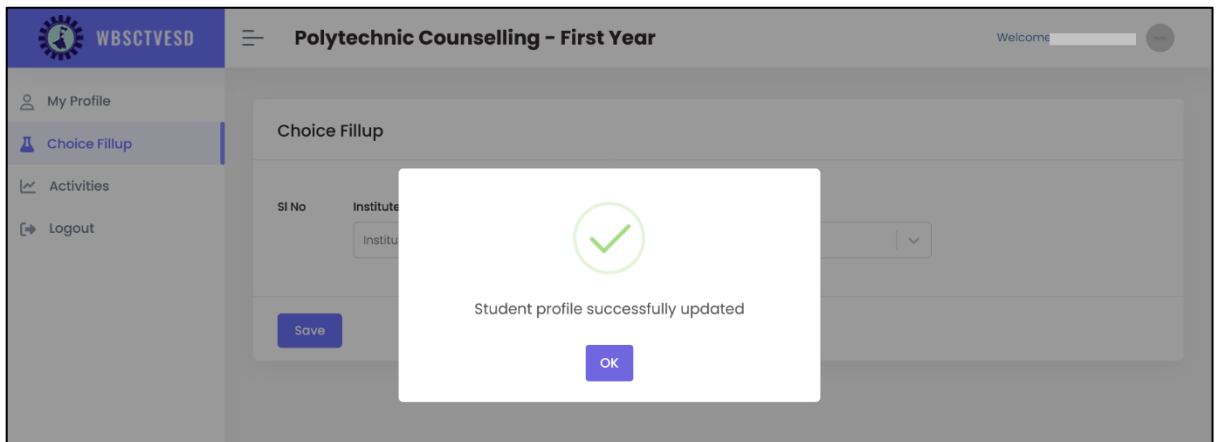 WBSCTVESD
Polytechnic Counselling - First Year
Welcome
My Profile
Choice Fillup
Activities
Logout
Choice Fillup
Sl No Institute
Institu
Student profile successfully updated
OK
Save